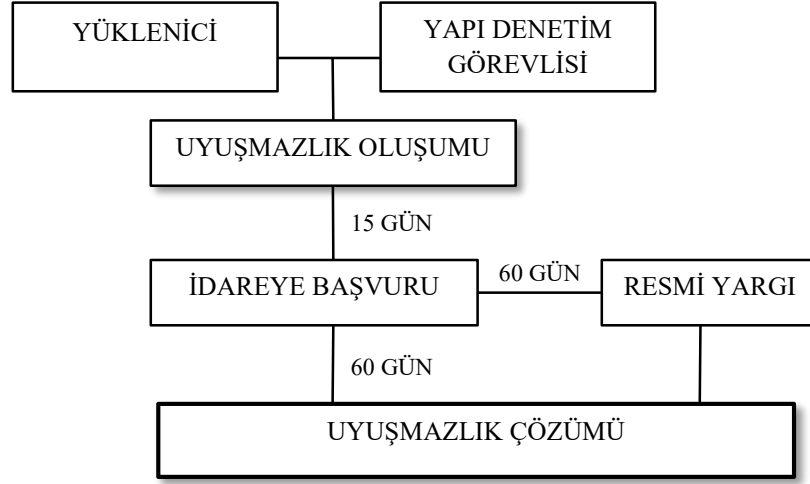 YÜKLENİCİ
YAPI DENETİM
GÖREVLİSİ
UYUŞMAZLIK OLUŞUMU
15 GÜN
İDAREYE BAŞVURU
60 GÜN
RESMİ YARGI
60 GÜN
UYUŞMAZLIK ÇÖZÜMÜ